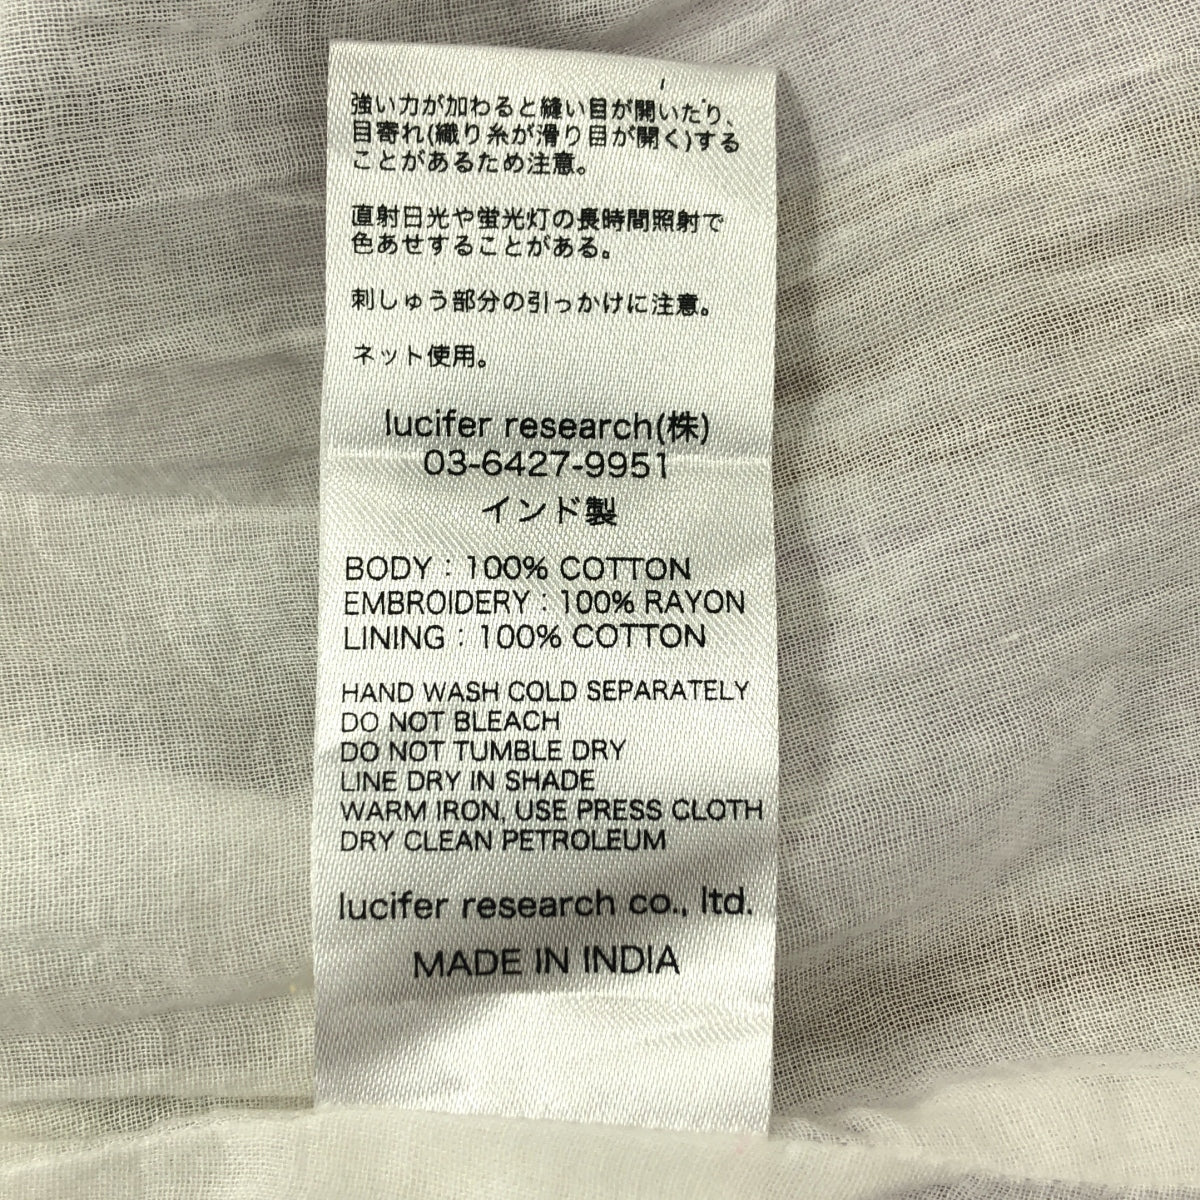 強い力が加わると縫い目が開いたり、
目寄れ(織り糸が滑り目が開く)する
ことがあるため注意。
直射日光や蛍光灯の長時間照射で
色あせすることがある。
刺しゅう部分の引っかけに注意。
ネット使用。
lucifer research(株)
03-6427-9951
インド製
BODY : 100% COTTON
EMBROIDERY : 100% RAYON
LINING : 100% COTTON
HAND WASH COLD SEPARATELY
DO NOT BLEACH
DO NOT TUMBLE DRY
LINE DRY IN SHADE
WARM IRON, USE PRESS CLOTH
DRY CLEAN PETROLEUM
lucifer research co., ltd.
MADE IN INDIA